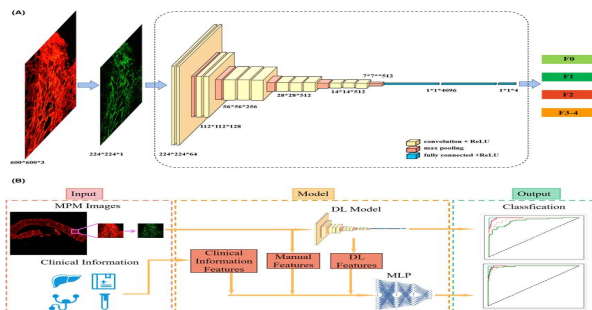 (A)
F0
F1
F2
F3-4
7*7**512
14*14*512
28*28*512
56*56*256
112*112*128
224*224*64
1*1*4096
1*1*4
convolution + ReLU
max pooling
fully connected +ReLU
600*600*3
224*224*1
(B)
Input
Model
Output
MPM Images
DL Model
Classfication
Clinical Information
Clinical
Information
Features
Manual
Features
DL
Features
MLP